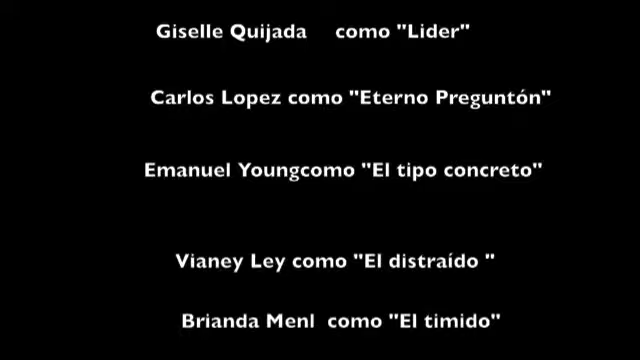 Giselle Quijada como "Lider"
Carlos Lopez como "Eterno Preguntón"
Emanuel Youngcomo "El tipo concreto"
Vianey Ley como "El distraído "
Brianda Menl como "El timido"